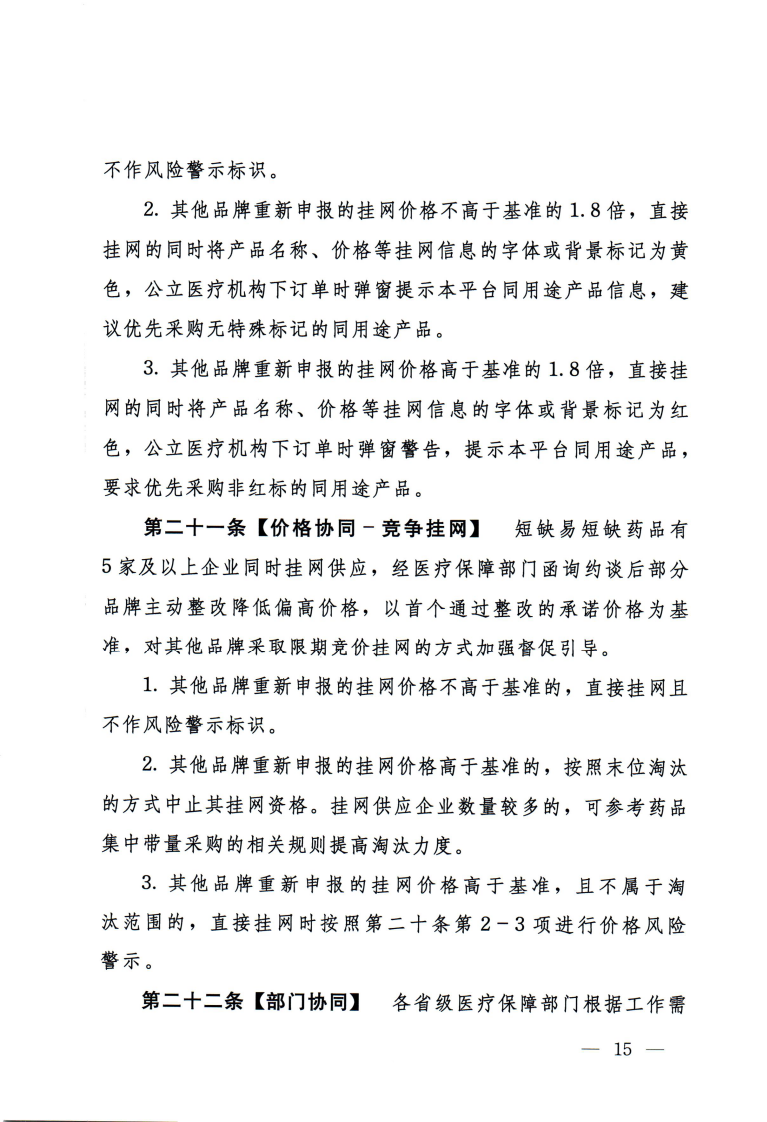 不作风险警示标识。
2. 其他品牌重新申报的挂网价格不高于基准的 1.8 倍，直接
挂网的同时将产品名称、价格等挂网信息的字体或背景标记为黄
色，公立医疗机构下订单时弹窗提示本平台同用途产品信息，建
议优先采购无特殊标记的同用途产品。
3. 其他品牌重新申报的挂网价格高于基准的 1.8 倍，直接挂
网的同时将产品名称、价格等挂网信息的字体或背景标记为红
色，公立医疗机构下订单时弹窗警告，提示本平台同用途产品，
要求优先采购非红标的同用途产品。
第二十一条【价格协同－竞争挂网】 短缺易短缺药品有
5 家及以上企业同时挂网供应，经医疗保障部门函询约谈后部分
品牌主动整改降低偏高价格，以首个通过整改的承诺价格为基
准，对其他品牌采取限期竞价挂网的方式加强督促引导。
1. 其他品牌重新申报的挂网价格不高于基准的，直接挂网且
不作风险警示标识。
2. 其他品牌重新申报的挂网价格高于基准的，按照末位淘汰
的方式中止其挂网资格。挂网供应企业数量较多的，可参考药品
集中带量采购的相关规则提高淘汰力度。
3. 其他品牌重新申报的挂网价格高于基准，且不属于淘
汰范围的，直接挂网时按照第二十条第 2－3 项进行价格风险
警示。
第二十二条【部门协同】 各省级医疗保障部门根据工作需
— 15 —